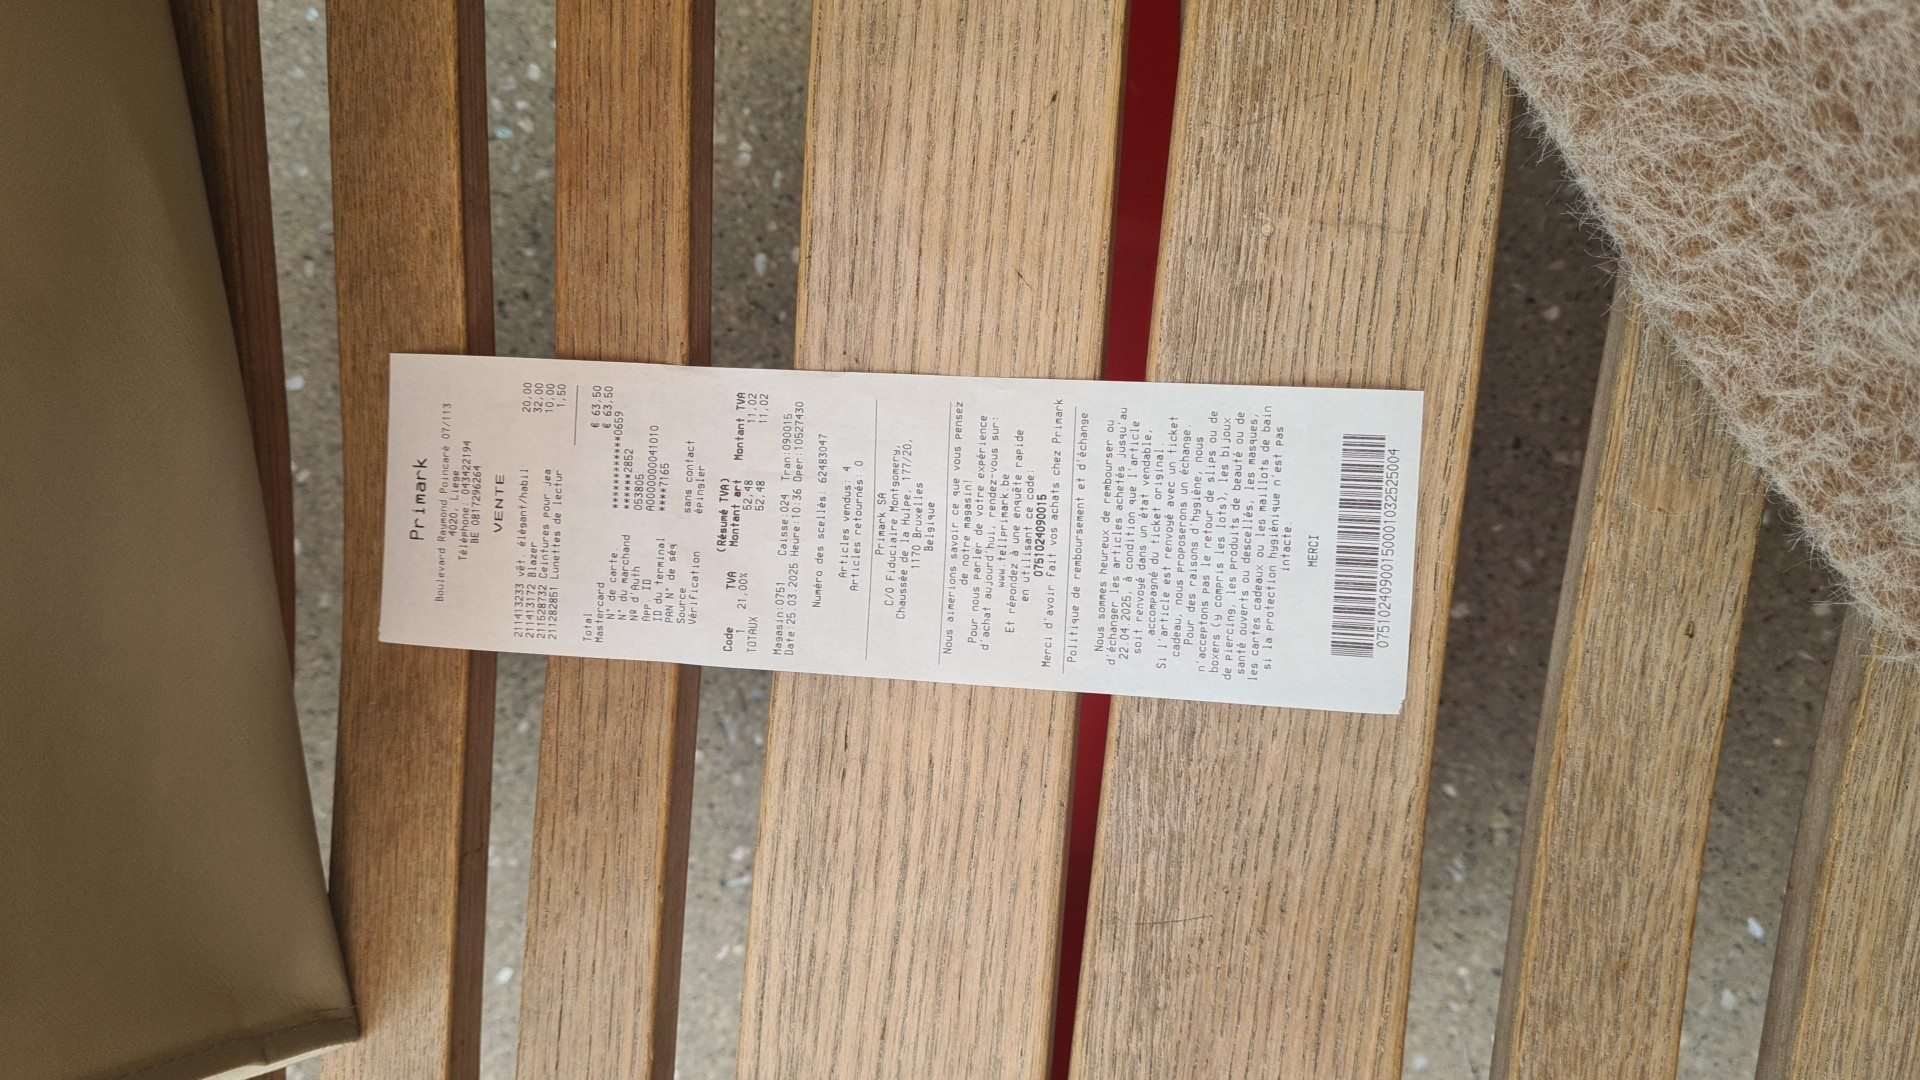 Primark
Boulevard Raymond Poincaré 07/113
4020, Liege
Téléphone: 043422194
BE 0817296264
VENTE
211413233 vêt. élégant/habil 20,00
211413172 Blazer 32,00
211528732 Ceintures pour jea 10,00
211282851 Lunettes de lectur 1,50
Total € 63,50
Mastercard € 63,50
N° de carte ************0659
N° du marchand *****2852
Nº d'Auth 053805
App. ID A0000000041010
ID du terminal ****7165
PAN N° de séq
Source sans contact
Vérification épingler
(Résumé TVA)
Code TVA Montant art Montant TVA
1 21,00% 52,48 11,02
TOTAUX 52,48 11,02
Magasin:0751 Caisse:024 Tran:090015
Date:25.03.2025 Heure:10:36 Oper:10527430
Numéro des scellés: 62483047
Articles vendus: 4
Articles retournés: 0
Primark SA
C/O Fiduciaire Montgomery,
Chaussée de la Hulpe, 177/20,
1170 Bruxelles
Belgique
Nous aimerions savoir ce que vous pensez
de notre magasin!
Pour nous parler de votre expérience
d'achat aujourd'hui, rendez-vous sur:
www.tellprimark.be
Et répondez à une enquête rapide
en utilisant ce code:
075102409001​5
Merci d'avoir fait vos achats chez Primark
Politique de remboursement et d'échange
Nous sommes heureux de rembourser ou
d'échanger les articles achetés jusqu'au
22.04.2025, à condition que l'article
soit renvoyé dans un état vendable,
accompagné du ticket original.
Si l'article est renvoyé avec un ticket
cadeau, nous proposerons un échange.
Pour des raisons d'hygiène, nous
n'acceptons pas le retour de slips ou de
boxers (y compris les lots), les bijoux
de piercing, les produits de beauté ou de
santé ouverts ou descellés, les masques,
les cartes cadeaux ou les maillots de bain
si la protection hygiénique n'est pas
intacte.
MERCI
0751024090015000103252​5004